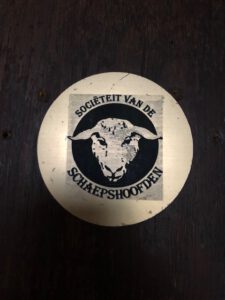 SOCIËTEIT VAN DE
SCHAEPSHOOFDEN